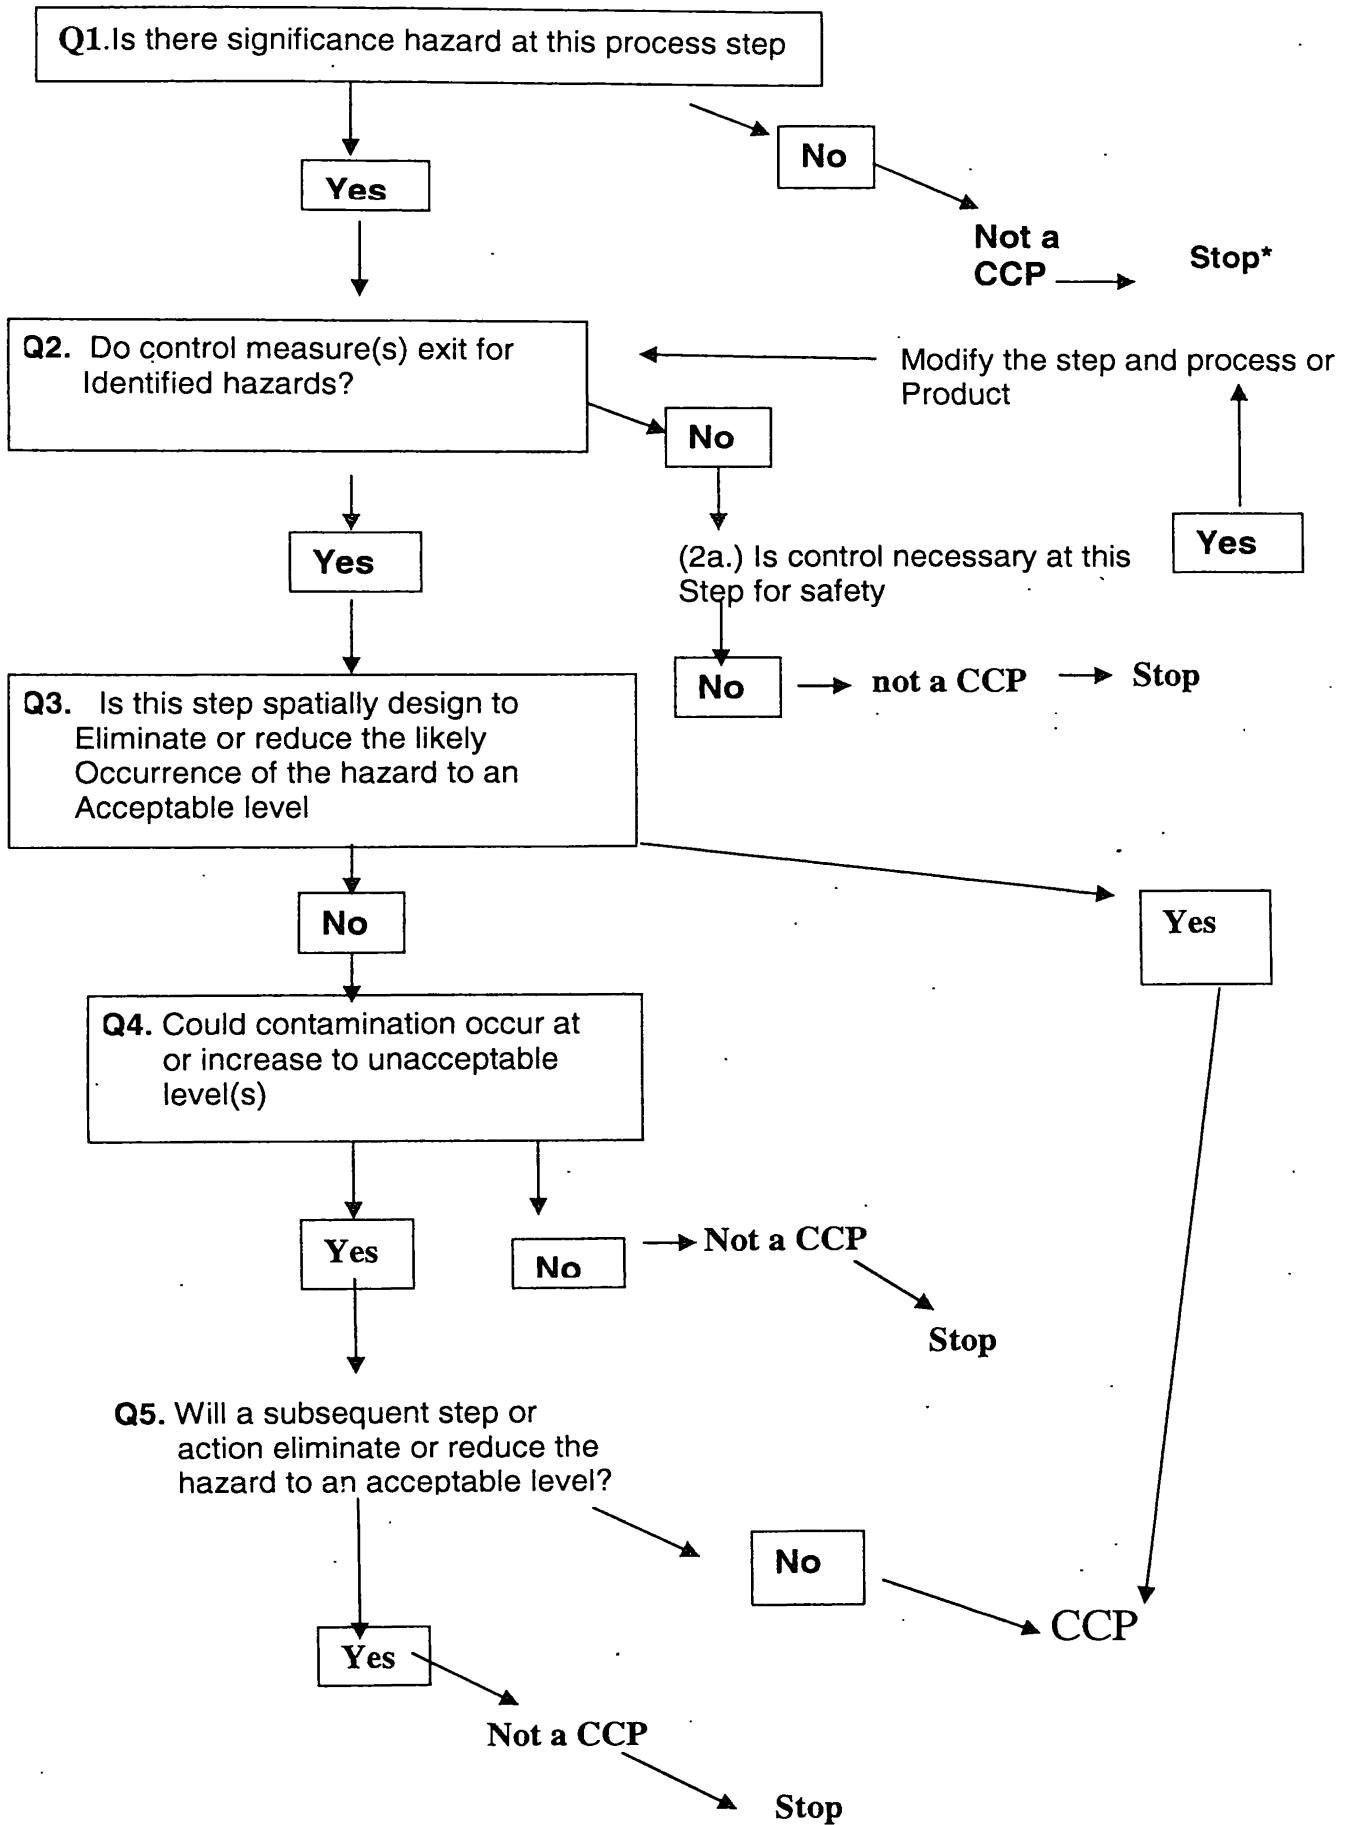 Q1.Is there significance hazard at this process step
No
Yes
Not a
CCP
Stop*
Q2. Do control measure(s) exit for
Identified hazards?
Modify the step and process or
Product
No
Yes
Yes
(2a.) Is control necessary at this
Step for safety
No
not a CCP
Stop
Q3. Is this step spatially design to
Eliminate or reduce the likely
Occurrence of the hazard to an
Acceptable level
No
Yes
Q4. Could contamination occur at
or increase to unacceptable
level(s)
Yes
No
Not a CCP
Stop
Q5. Will a subsequent step or
action eliminate or reduce the
hazard to an acceptable level?
No
CCP
Yes
Not a CCP
Stop